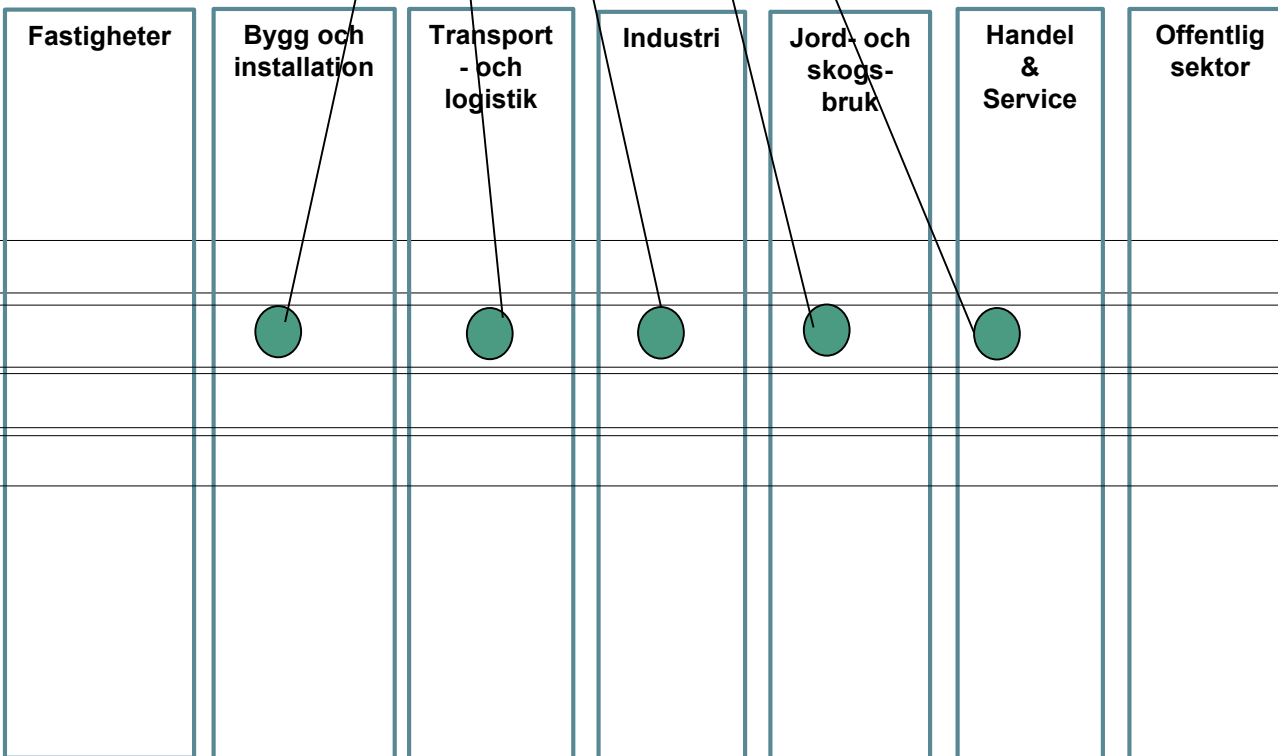 Fastigheter
Bygg och
installation
Transport
- och
logistik
Industri
Jord- och
skogs-
bruk
Handel
&
Service
Offentlig
sektor